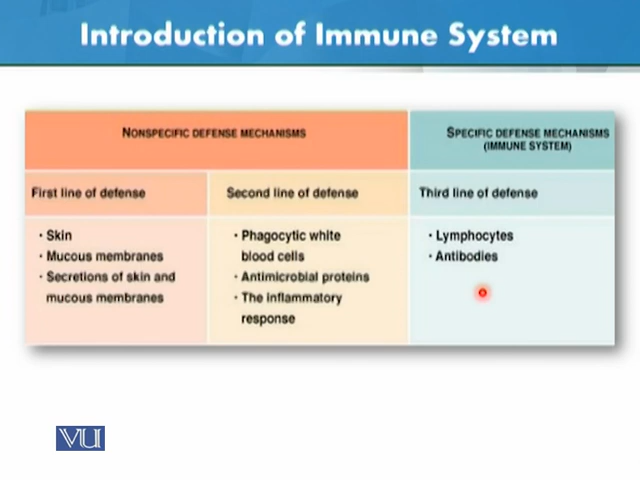 Introduction of Immune System
NONSPECIFIC DEFENSE MECHANISMS
SPECIFIC DEFENSE MECHANISMS
(IMMUNE SYSTEM)
First line of defense
Second line of defense
Third line of defense
• Skin
• Mucous membranes
• Secretions of skin and
mucous membranes
• Phagocytic white
blood cells
• Antimicrobial proteins
• The inflammatory
response
• Lymphocytes
• Antibodies
VU